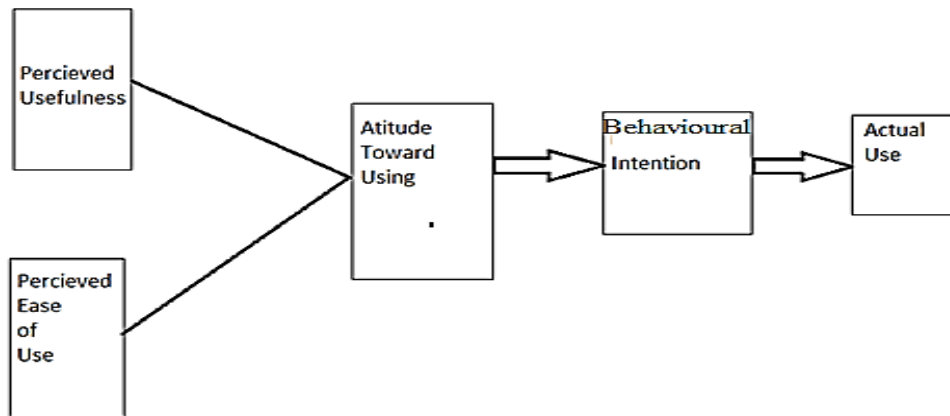 Percieved
Usefulness
Percieved
Ease
of
Use
Atitude
Toward
Using
Behavioural
Intention
Actual
Use